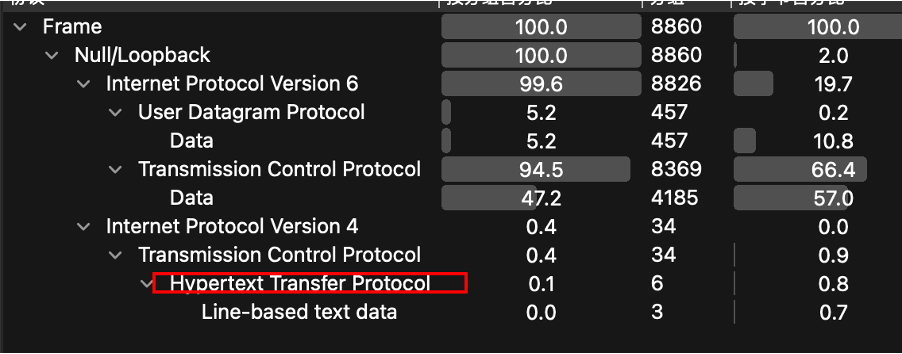 Frame 100.0 8860 100.0
Null/Loopback 100.0 8860 2.0
Internet Protocol Version 6 99.6 8826 19.7
User Datagram Protocol 5.2 457 0.2
Data 5.2 457 10.8
Transmission Control Protocol 94.5 8369 66.4
Data 47.2 4185 57.0
Internet Protocol Version 4 0.4 34 0.0
Transmission Control Protocol 0.4 34 0.9
Hypertext Transfer Protocol 0.1 6 0.8
Line-based text data 0.0 3 0.7